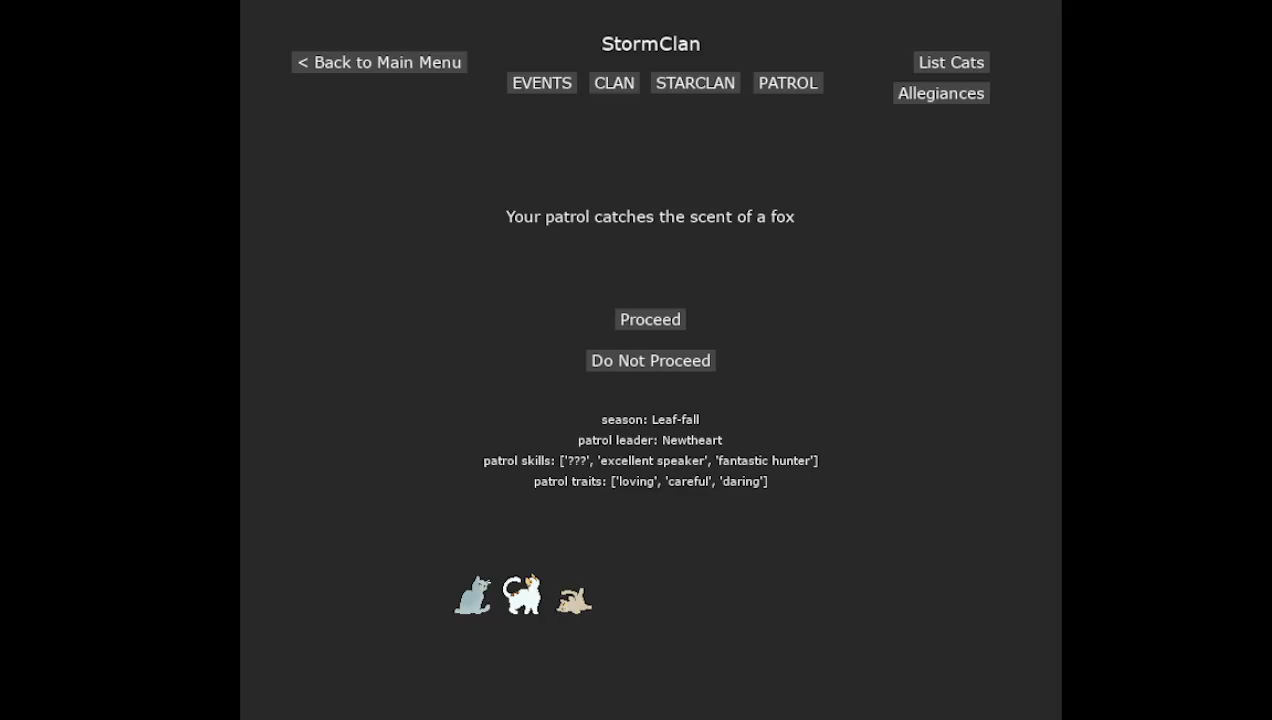 StormClan
< Back to Main Menu
List Cats
EVENTS CLAN STARCLAN PATROL
Allegiances
Your patrol catches the scent of a fox
Proceed
Do Not Proceed
season: Leaf-fall
patrol leader: Newtheart
patrol skills: ['???', 'excellent speaker', 'fantastic hunter']
patrol traits: ['loving', 'careful', 'daring']